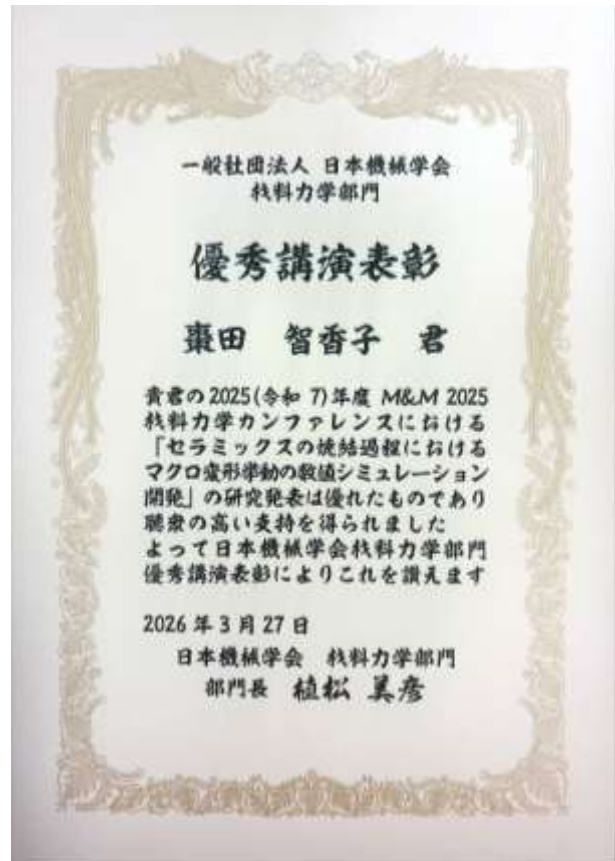 一般社団法人 日本機械学会
材料力学部門
優秀講演表彰
棗田 智香子 君
貴君の2025(令和 7)年度 M&M 2025
材料力学カンファレンスにおける
「セラミックスの焼結過程における
マクロ変形挙動の数値シミュレーション
開発」の研究発表は優れたものであり
聴衆の高い支持を得られました
よって日本機械学会材料力学部門
優秀講演表彰によりこれを讃えます
2026 年 3 月 27 日
日本機械学会 材料力学部門
部門長 植松 美彦